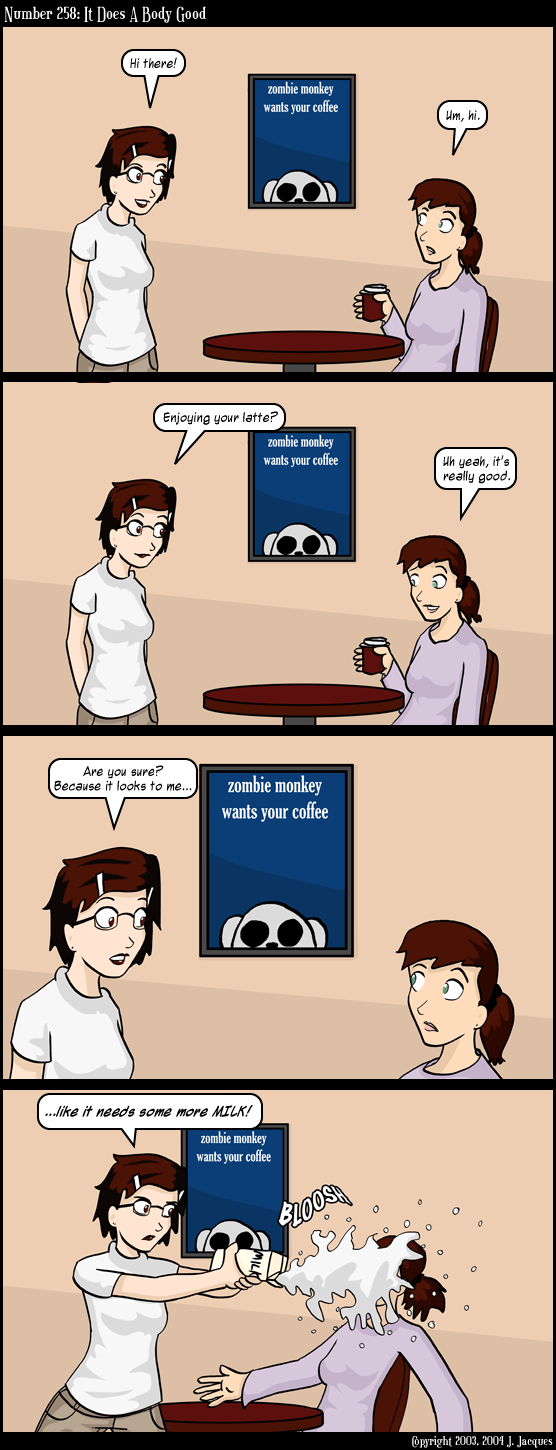 Number 258: It Does A Body Good
Hi there!
zombie monkey
wants your coffee
Um, hi.
Enjoying your latte?
zombie monkey
wants your coffee
Uh yeah, it's
really good.
Are you sure?
Because it looks to me...
zombie monkey
wants your coffee
...like it needs some more MILK!
zombie monkey
wants your coffee
BLOOSH
MILK
Copyright 2003, 2004 J. Jacques